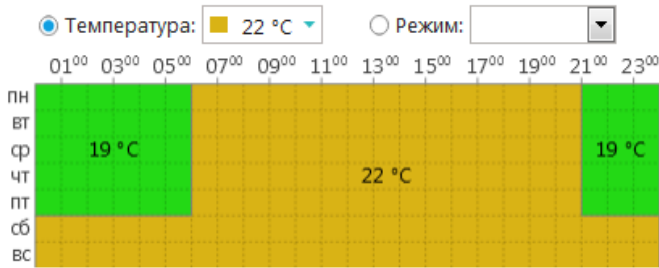 Температура: 22 °C Режим:
01⁰⁰ 03⁰⁰ 05⁰⁰ 07⁰⁰ 09⁰⁰ 11⁰⁰ 13⁰⁰ 15⁰⁰ 17⁰⁰ 19⁰⁰ 21⁰⁰ 23⁰⁰
пн
вт
ср 19 °C 19 °C
чт 22 °C
пт
сб
вс